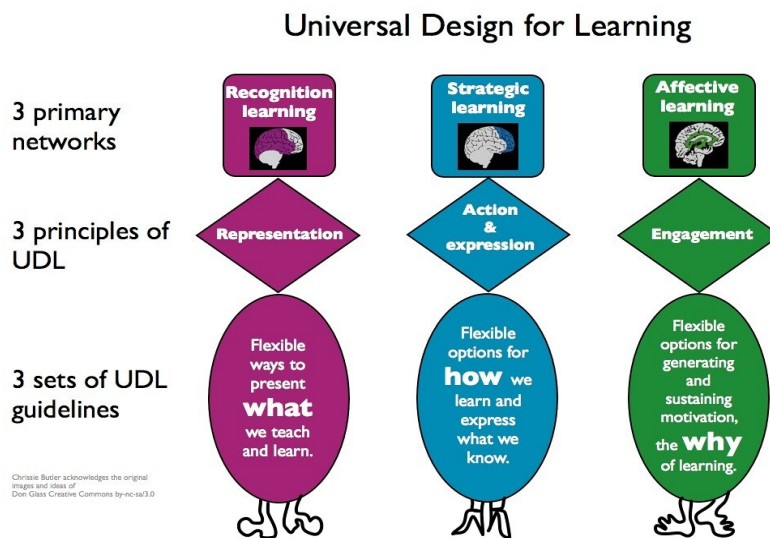 Universal Design for Learning
3 primary
networks
Recognition
learning
Strategic
learning
Affective
learning
3 principles of
UDL
Representation
Action
&
expression
Engagement
3 sets of UDL
guidelines
Flexible
ways to
present
what
we teach
and learn.
Flexible
options for
how we
learn and
express
what we
know.
Flexible
options for
generating
and
sustaining
motivation,
the why
of learning.
Chrissie Butler acknowledges the original
images and ideas of
Don Glass Creative Commons by-nc-sa/3.0